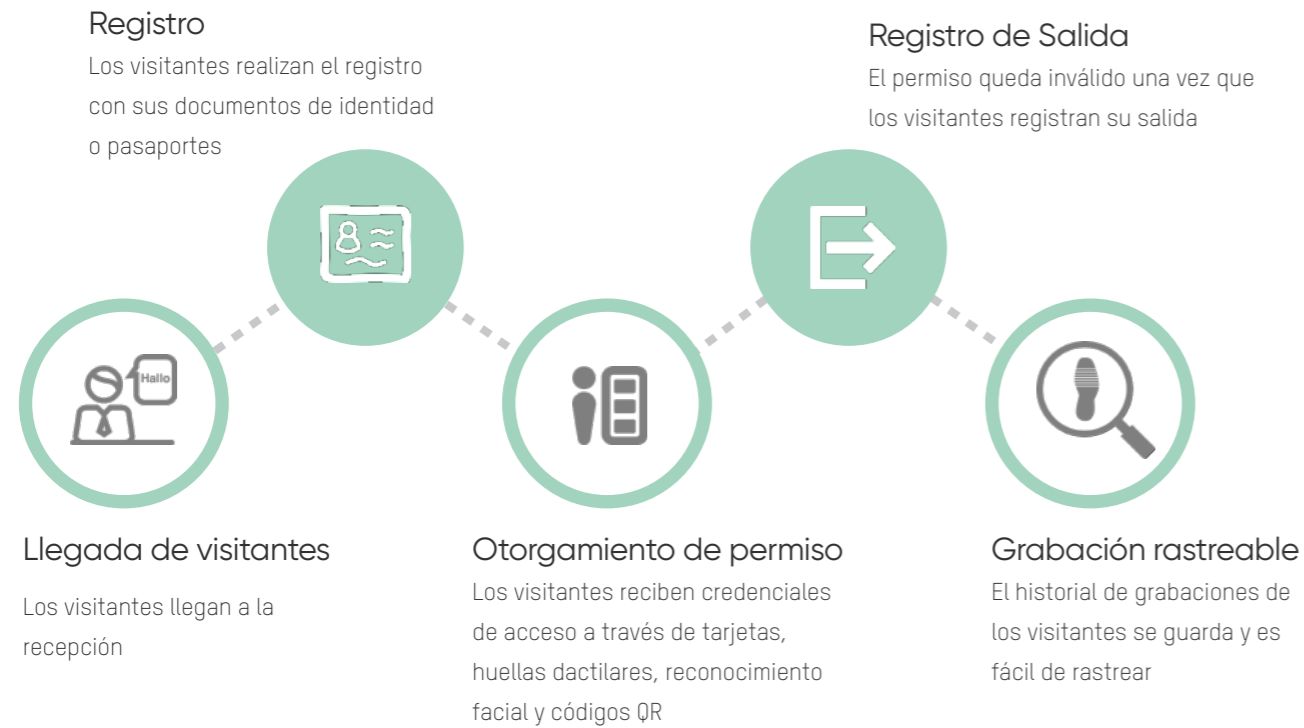 Registro
Los visitantes realizan el registro
con sus documentos de identidad
o pasaportes
Registro de Salida
El permiso queda inválido una vez que
los visitantes registran su salida
Hallo
Llegada de visitantes
Los visitantes llegan a la
recepción
Otorgamiento de permiso
Los visitantes reciben credenciales
de acceso a través de tarjetas,
huellas dactilares, reconocimiento
facial y códigos QR
Grabación rastreable
El historial de grabaciones de
los visitantes se guarda y es
fácil de rastrear